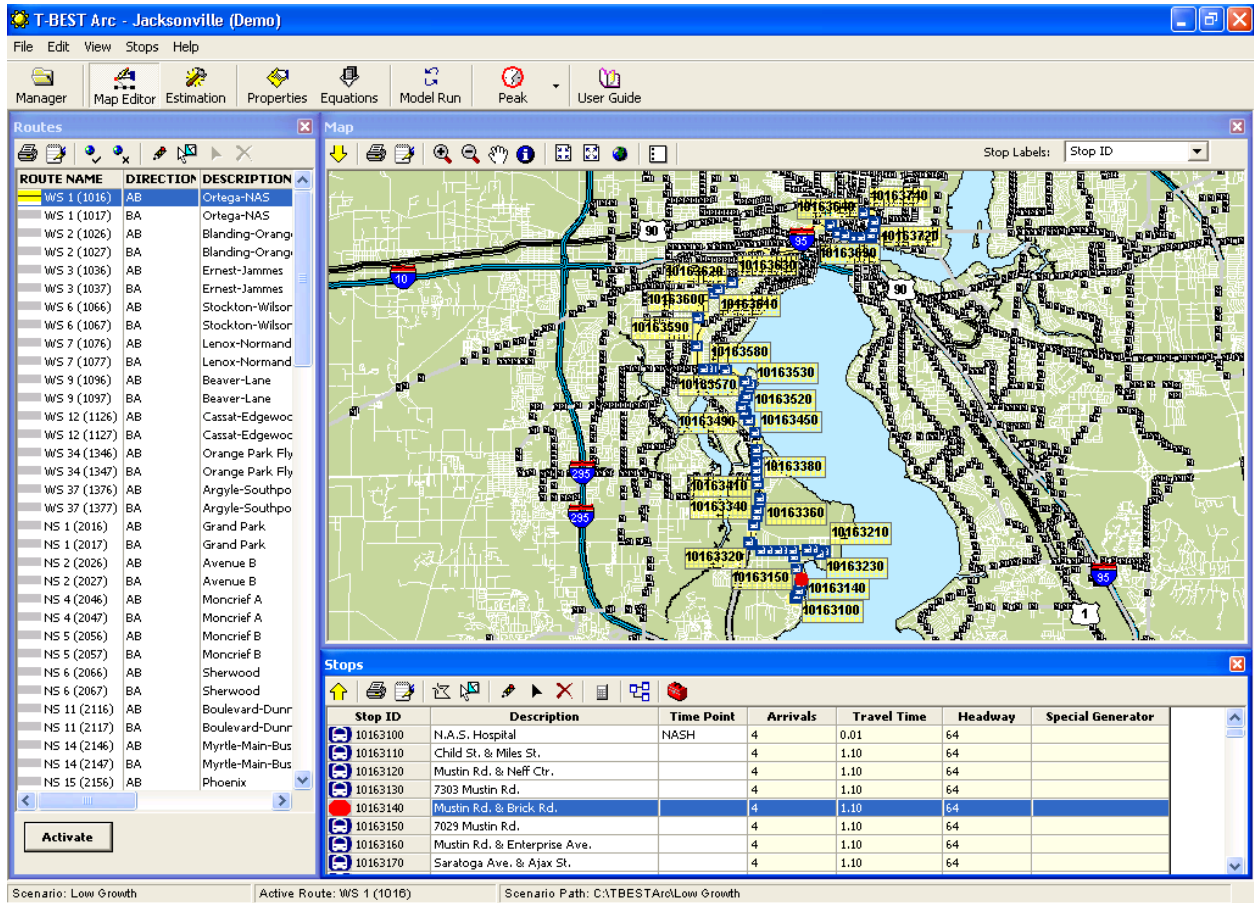 T-BEST Arc - Jacksonville (Demo)
File Edit View Stops Help
Manager Map Editor Estimation Properties Equations Model Run Peak User Guide
Routes
ROUTE NAME DIRECTION DESCRIPTION
WS 1 (1016) AB Ortega-NAS
WS 1 (1017) BA Ortega-NAS
WS 2 (1026) AB Blanding-Orang
WS 2 (1027) BA Blanding-Orang
WS 3 (1036) AB Ernest-Jammes
WS 3 (1037) BA Ernest-Jammes
WS 6 (1066) AB Stockton-Wilsor
WS 6 (1067) BA Stockton-Wilsor
WS 7 (1076) AB Lenox-Normand
WS 7 (1077) BA Lenox-Normand
WS 9 (1096) AB Beaver-Lane
WS 9 (1097) BA Beaver-Lane
WS 12 (1126) AB Cassat-Edgewoc
WS 12 (1127) BA Cassat-Edgewoc
WS 34 (1346) AB Orange Park Fly
WS 34 (1347) BA Orange Park Fly
WS 37 (1376) AB Argyle-Southpo
WS 37 (1377) BA Argyle-Southpo
NS 1 (2016) AB Grand Park
NS 1 (2017) BA Grand Park
NS 2 (2026) AB Avenue B
NS 2 (2027) BA Avenue B
NS 4 (2046) AB Moncrief A
NS 4 (2047) BA Moncrief A
NS 5 (2056) AB Moncrief B
NS 5 (2057) BA Moncrief B
NS 6 (2066) AB Sherwood
NS 6 (2067) BA Sherwood
NS 11 (2116) AB Boulevard-Dunr
NS 11 (2117) BA Boulevard-Dunr
NS 14 (2146) AB Myrtle-Main-Bus
NS 14 (2147) BA Myrtle-Main-Bus
NS 15 (2156) AB Phoenix
Activate
Map
Stop Labels: Stop ID
10163740
10163640
90
95
10163720
10163690
10
10163620
10163630
90
10163600
10163610
10163590
10163580
10163530
10163570
10163520
10163490
10163450
10163380
295
10163410
10163340
10163360
295
10163210
10163320
10163230
10163150
10163140
95
10163100
1
Stops
Stop ID Description Time Point Arrivals Travel Time Headway Special Generator
10163100 N.A.S. Hospital NASH 4 0.01 64
10163110 Child St. & Miles St. 4 1.10 64
10163120 Mustin Rd. & Neff Ctr. 4 1.10 64
10163130 7303 Mustin Rd. 4 1.10 64
10163140 Mustin Rd. & Brick Rd. 4 1.10 64
10163150 7029 Mustin Rd. 4 1.10 64
10163160 Mustin Rd. & Enterprise Ave. 4 1.10 64
10163170 Saratoga Ave. & Ajax St. 4 1.10 64
Scenario: Low Growth Active Route: WS 1 (1016) Scenario Path: C:\TBESTArc\Low Growth